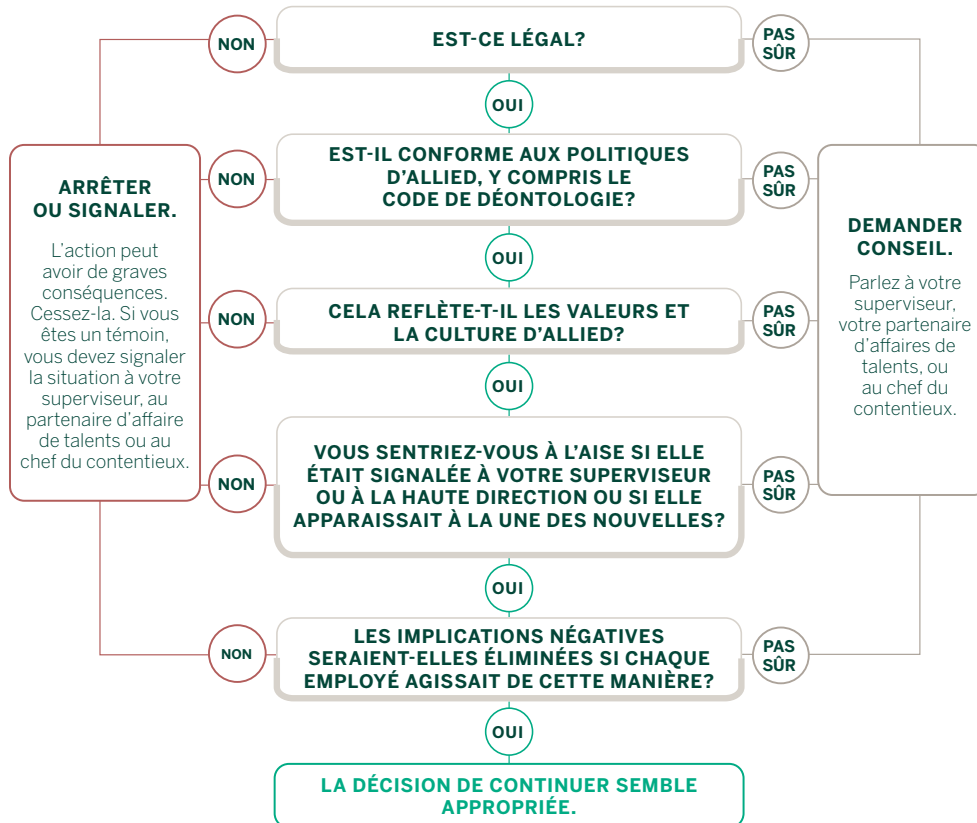 EST-CE LÉGAL?
NON
PAS
SÛR
OUI
EST-IL CONFORME AUX POLITIQUES
D’ALLIED, Y COMPRIS LE
CODE DE DÉONTOLOGIE?
NON
PAS
SÛR
ARRÊTER
OU SIGNALER.
L’action peut
avoir de graves
conséquences.
Cessez-la. Si vous
êtes un témoin,
vous devez signaler
la situation à votre
superviseur, au
partenaire d’affaire
de talents ou au
chef du contentieux.
DEMANDER
CONSEIL.
Parlez à votre
superviseur,
votre partenaire
d’affaires de
talents, ou
au chef du
contentieux.
OUI
CELA REFLÈTE-T-IL LES VALEURS ET
LA CULTURE D’ALLIED?
NON
PAS
SÛR
OUI
VOUS SENTRIEZ-VOUS À L’AISE SI ELLE
ÉTAIT SIGNALÉE À VOTRE SUPERVISEUR
OU À LA HAUTE DIRECTION OU SI ELLE
APPARAISSAIT À LA UNE DES NOUVELLES?
NON
PAS
SÛR
OUI
LES IMPLICATIONS NÉGATIVES
SERAIENT-ELLES ÉLIMINÉES SI CHAQUE
EMPLOYÉ AGISSAIT DE CETTE MANIÈRE?
NON
PAS
SÛR
OUI
LA DÉCISION DE CONTINUER SEMBLE
APPROPRIÉE.